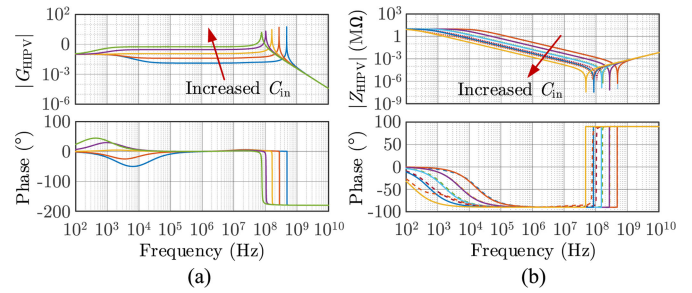 |G_HIPV|
10^1
10^0
10^-3
10^-6
Increased C_in
Phase (°)
100
0
-100
-200
10^2 10^3 10^4 10^5 10^6 10^7 10^8 10^9 10^10
Frequency (Hz)
(a)
|Z_HIPV| (MΩ)
10^3
10^0
10^-3
10^-6
10^-9
Increased C_in
Phase (°)
100
50
0
-50
-100
10^2 10^3 10^4 10^5 10^6 10^7 10^8 10^9 10^10
Frequency (Hz)
(b)